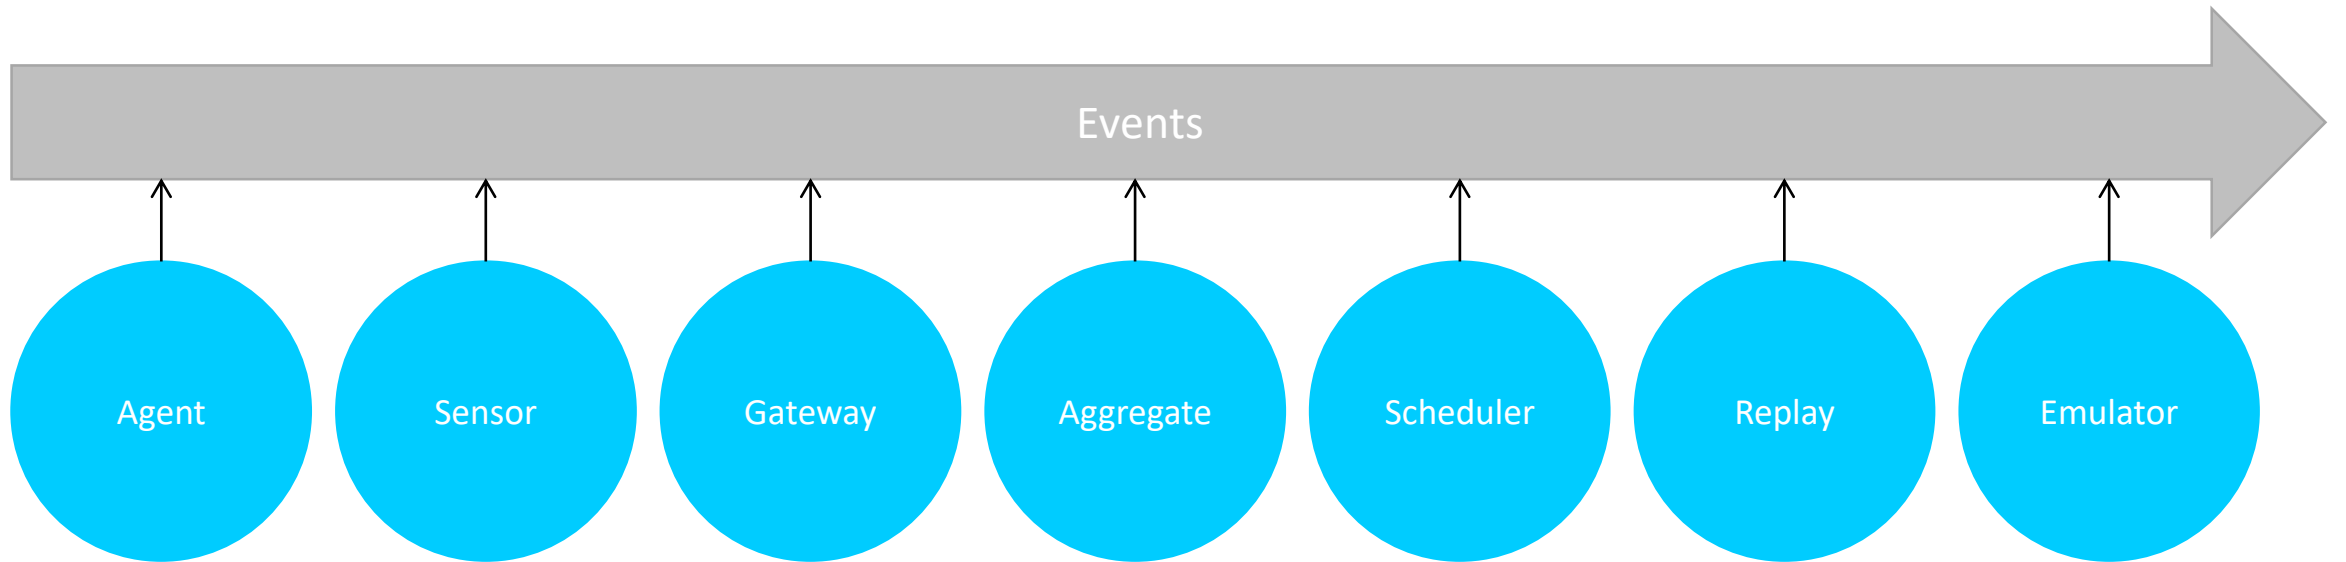 Events
Agent
Sensor
Gateway
Aggregate
Scheduler
Replay
Emulator